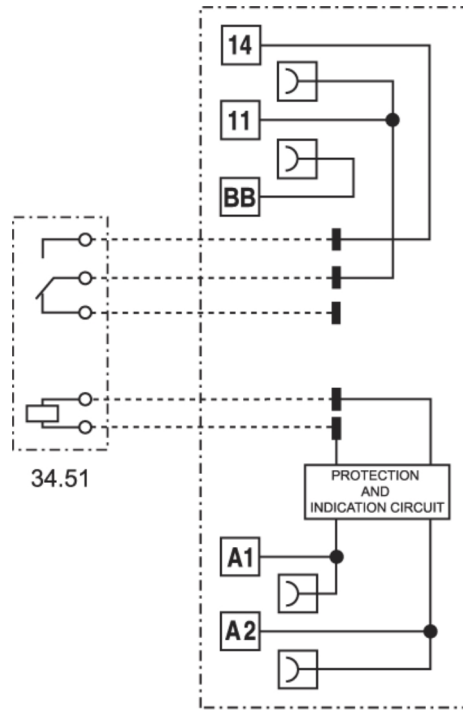 14
11
BB
34.51
PROTECTION
AND
INDICATION CIRCUIT
A1
A2